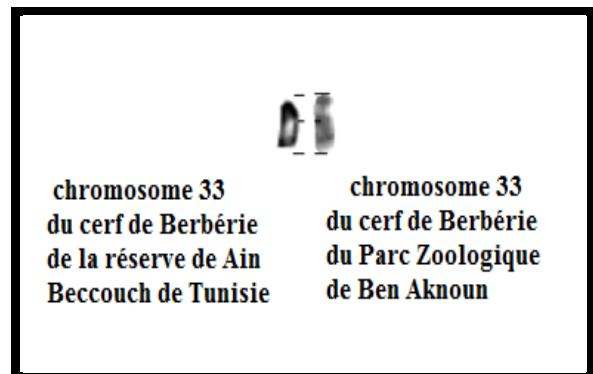 chromosome 33
du cerf de Berbérie
de la réserve de Ain
Beccouch de Tunisie
chromosome 33
du cerf de Berbérie
du Parc Zoologique
de Ben Aknoun